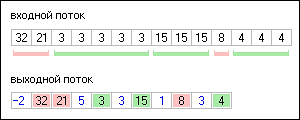 входной поток
32 21 3 3 3 3 3 15 15 15 8 4 4 4
выходной поток
-2 32 21 5 3 3 15 1 8 3 4